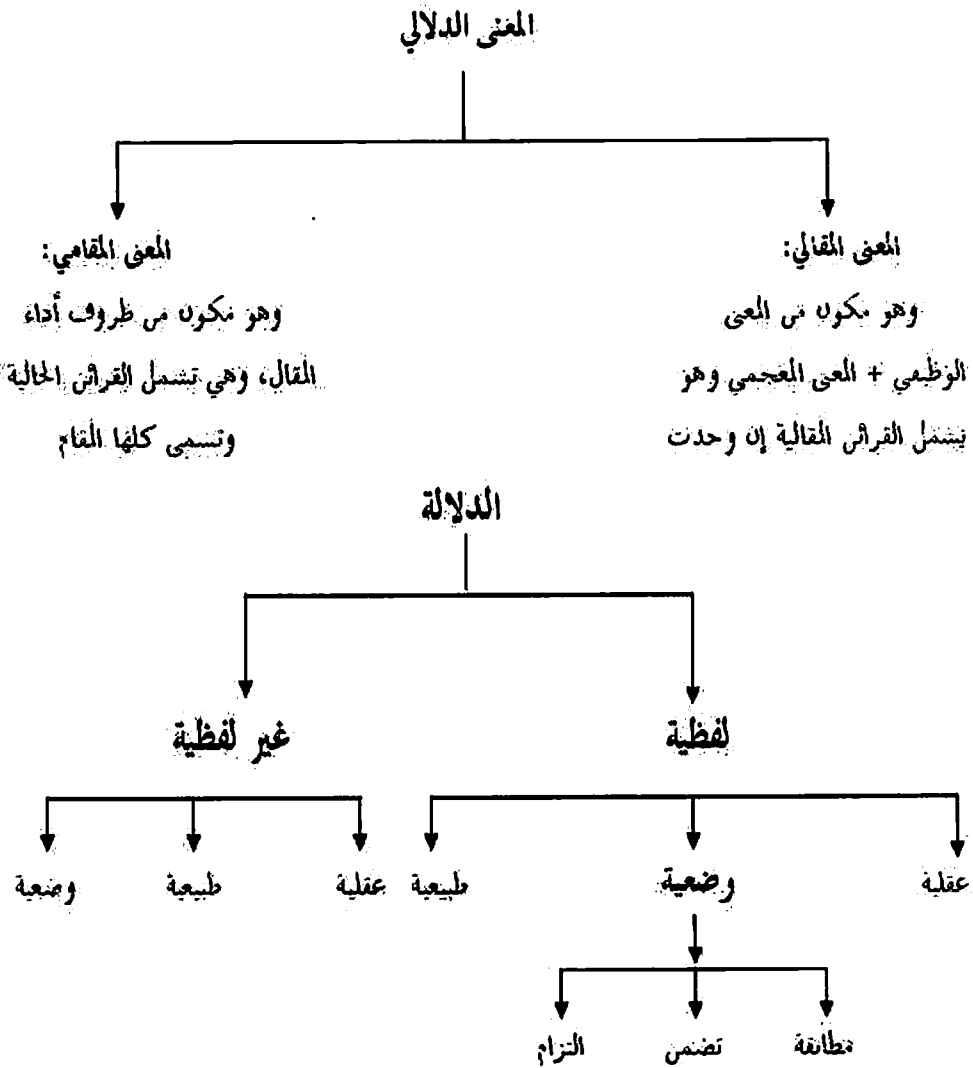 المعنى الدلالي
المعنى المقالي:
وهو مكون من المعنى
الوظيفي + المعنى المعجمي وهو
يشمل القرائن المقالية إن وجدت
المعنى المقامي:
وهو مكون من ظروف أداء
المقال، وهي تشمل القرائن الحالية
وتسمى كلها المقام
الدلالة
لفظية
غير لفظية
عقلية
وضعية
طبيعية
عقلية
طبيعية
وضعية
مطابقة
تضمن
التزام